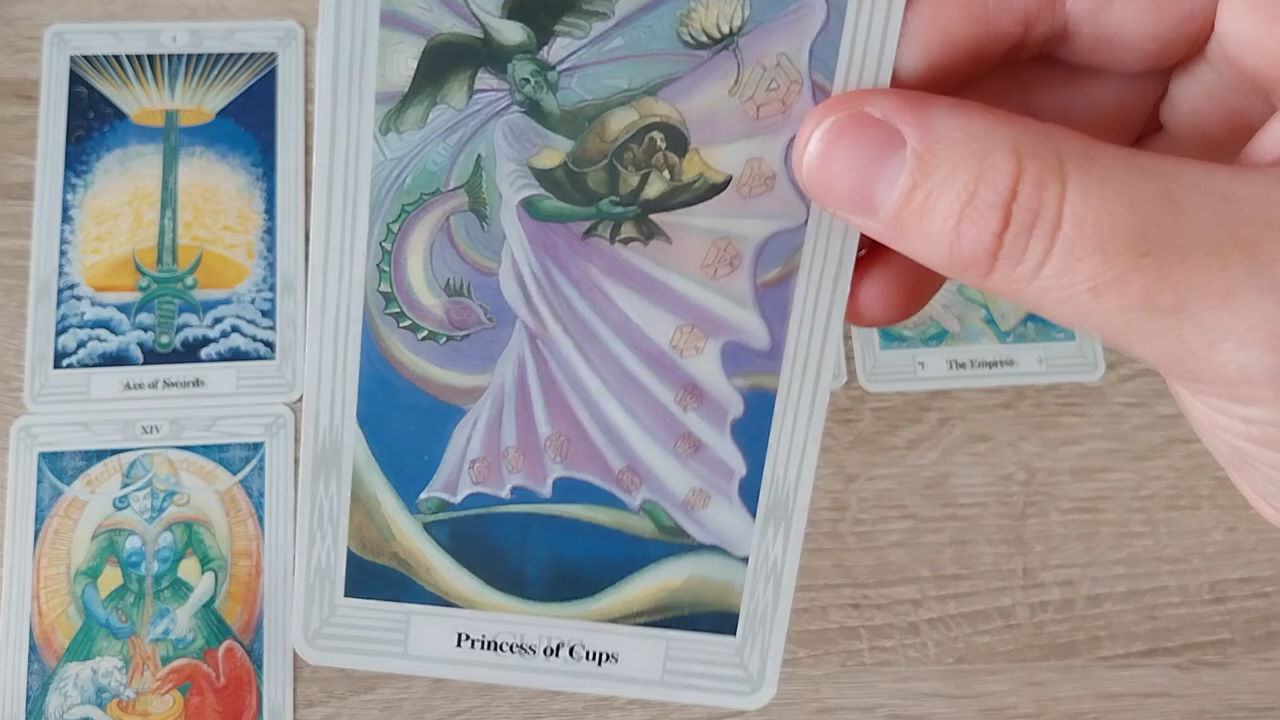 I
Ace of Swords
XIV
Princess of Cups
The Empress